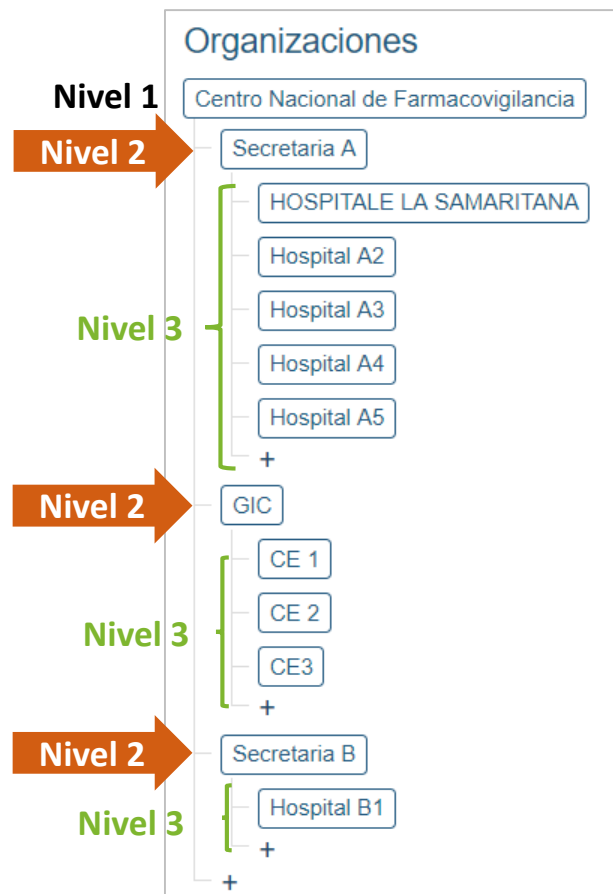 Organizaciones
Nivel 1 Centro Nacional de Farmacovigilancia
Nivel 2 Secretaria A
HOSPITALE LA SAMARITANA
Hospital A2
Nivel 3 Hospital A3
Hospital A4
Hospital A5
+
Nivel 2 GIC
CE 1
Nivel 3 CE 2
CE3
+
Nivel 2 Secretaria B
Nivel 3 Hospital B1
+
+